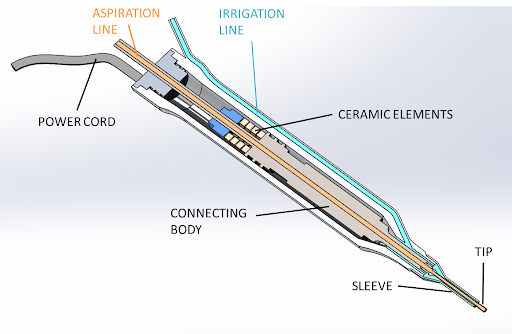 ASPIRATION
LINE
IRRIGATION
LINE
CERAMIC ELEMENTS
POWER CORD
CONNECTING
BODY
TIP
SLEEVE